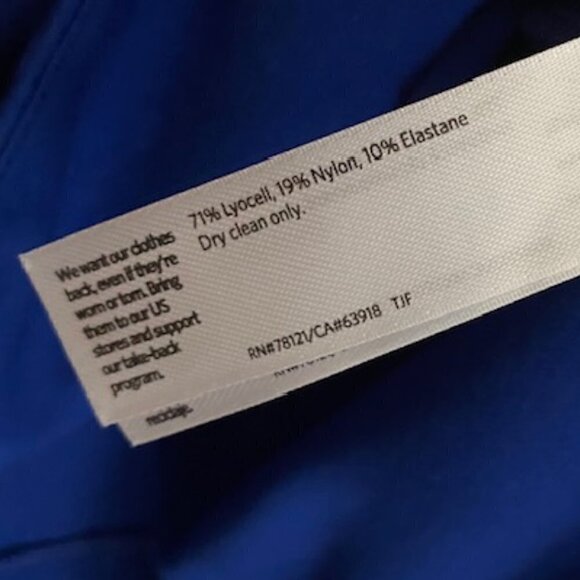 71% Lyocell, 19% Nylon, 10% Elastane
Dry clean only.
We want our clothes
back, even if they're
worn or torn. Bring
them to our US
stores and support
our take-back
program.
RN#78121/CA#63918 TJF
reciclaje.